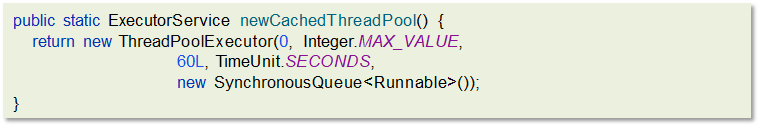 public static ExecutorService newCachedThreadPool() {
return new ThreadPoolExecutor(0, Integer.MAX_VALUE,
60L, TimeUnit.SECONDS,
new SynchronousQueue<Runnable>());
}